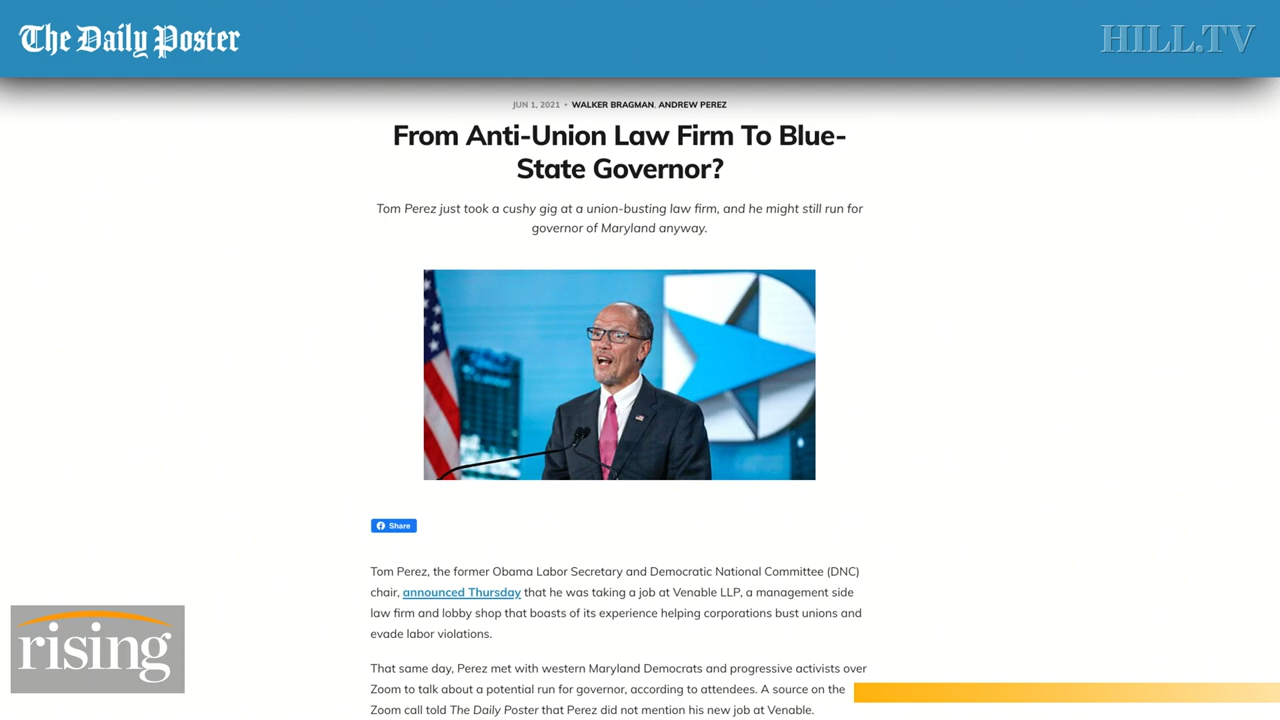 The Daily Poster
HILL.TV
JUN 1, 2021 • WALKER BRAGMAN, ANDREW PEREZ
From Anti-Union Law Firm To Blue-
State Governor?
Tom Perez just took a cushy gig at a union-busting law firm, and he might still run for
governor of Maryland anyway.
Share
Tom Perez, the former Obama Labor Secretary and Democratic National Committee (DNC)
chair, announced Thursday that he was taking a job at Venable LLP, a management side
law firm and lobby shop that boasts of its experience helping corporations bust unions and
evade labor violations.
That same day, Perez met with western Maryland Democrats and progressive activists over
Zoom to talk about a potential run for governor, according to attendees. A source on the
Zoom call told The Daily Poster that Perez did not mention his new job at Venable.
rising